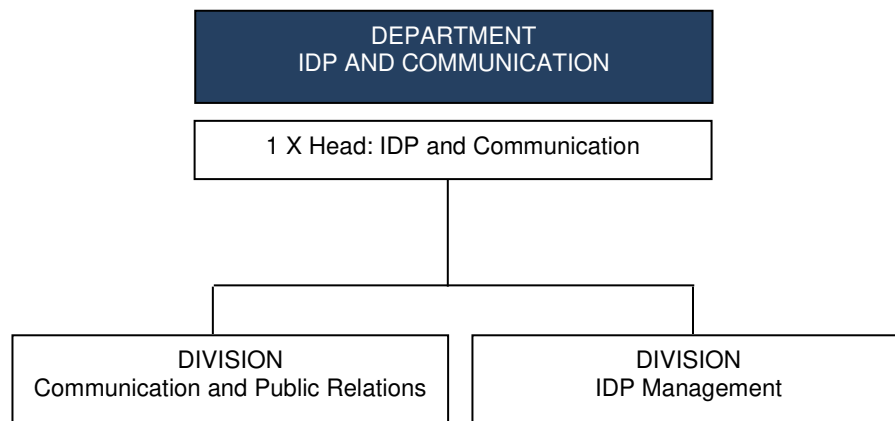 DEPARTMENT
IDP AND COMMUNICATION
1 X Head: IDP and Communication
DIVISION
Communication and Public Relations
DIVISION
IDP Management